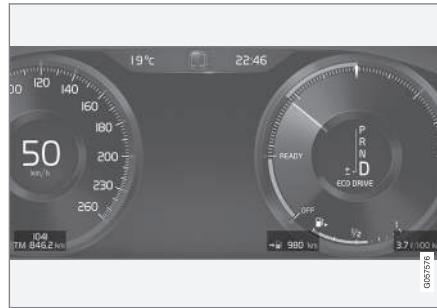 19°c 22:46
00 120 140 160 180 200 230 260
50
km/h
1041
TM 846.2 km
READY
OFF
P
R
N
± D
ECO DRIVE
1/2 1
980 km
3.7 l/100 k
G057576